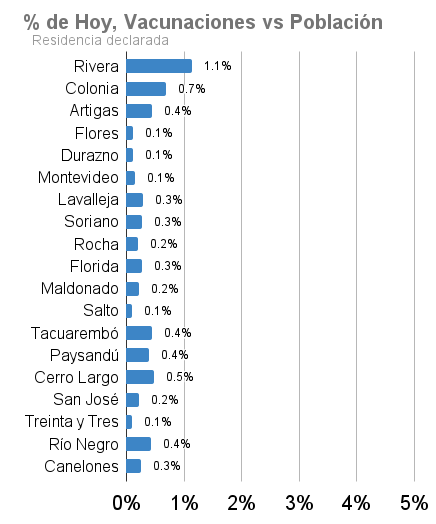 % de Hoy, Vacunaciones vs Población
Residencia declarada
Rivera 1.1%
Colonia 0.7%
Artigas 0.4%
Flores 0.1%
Durazno 0.1%
Montevideo 0.1%
Lavalleja 0.3%
Soriano 0.3%
Rocha 0.2%
Florida 0.3%
Maldonado 0.2%
Salto 0.1%
Tacuarembó 0.4%
Paysandú 0.4%
Cerro Largo 0.5%
San José 0.2%
Treinta y Tres 0.1%
Río Negro 0.4%
Canelones 0.3%
0% 1% 2% 3% 4% 5%